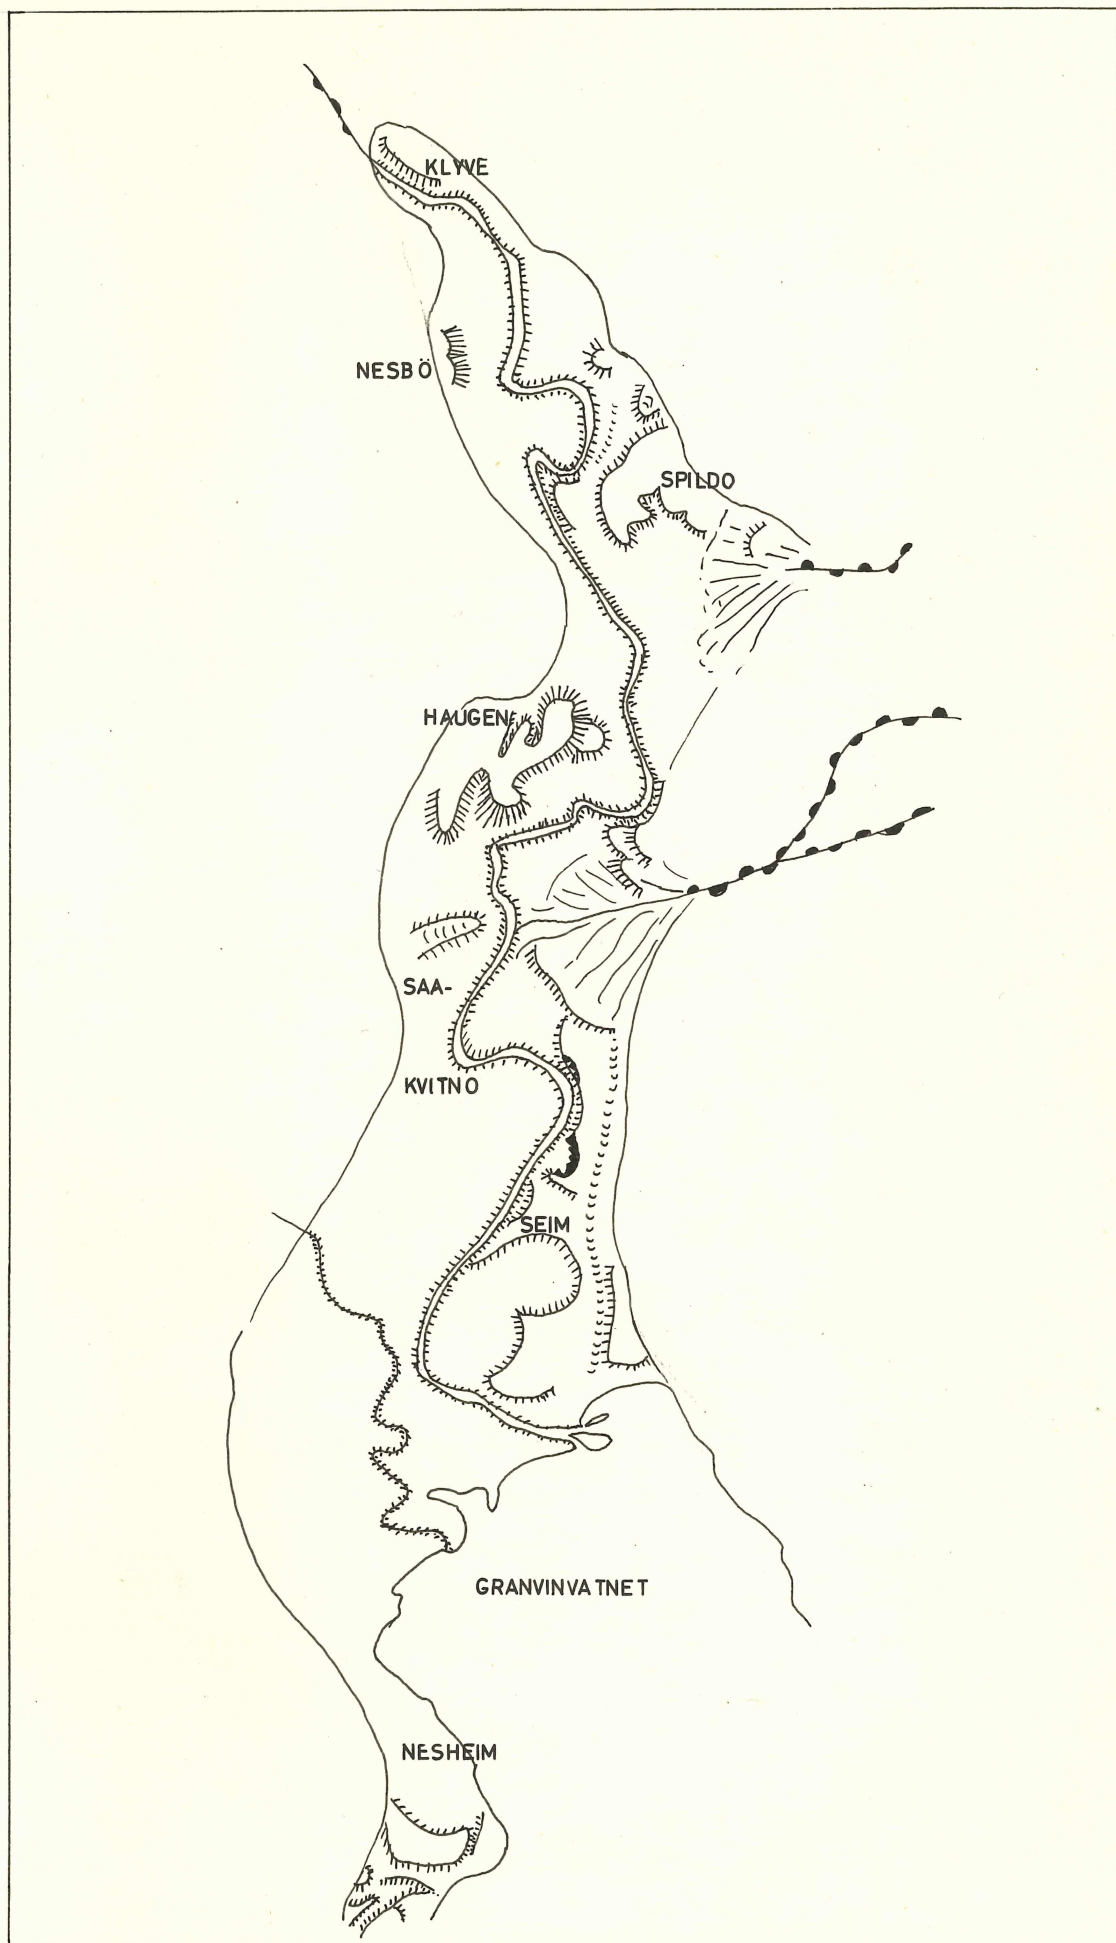 KLYVE
NESBÖ
SPILDO
HAUGEN
SAA-
KVITNO
SEIM
GRANVINVATNET
NESHEIM